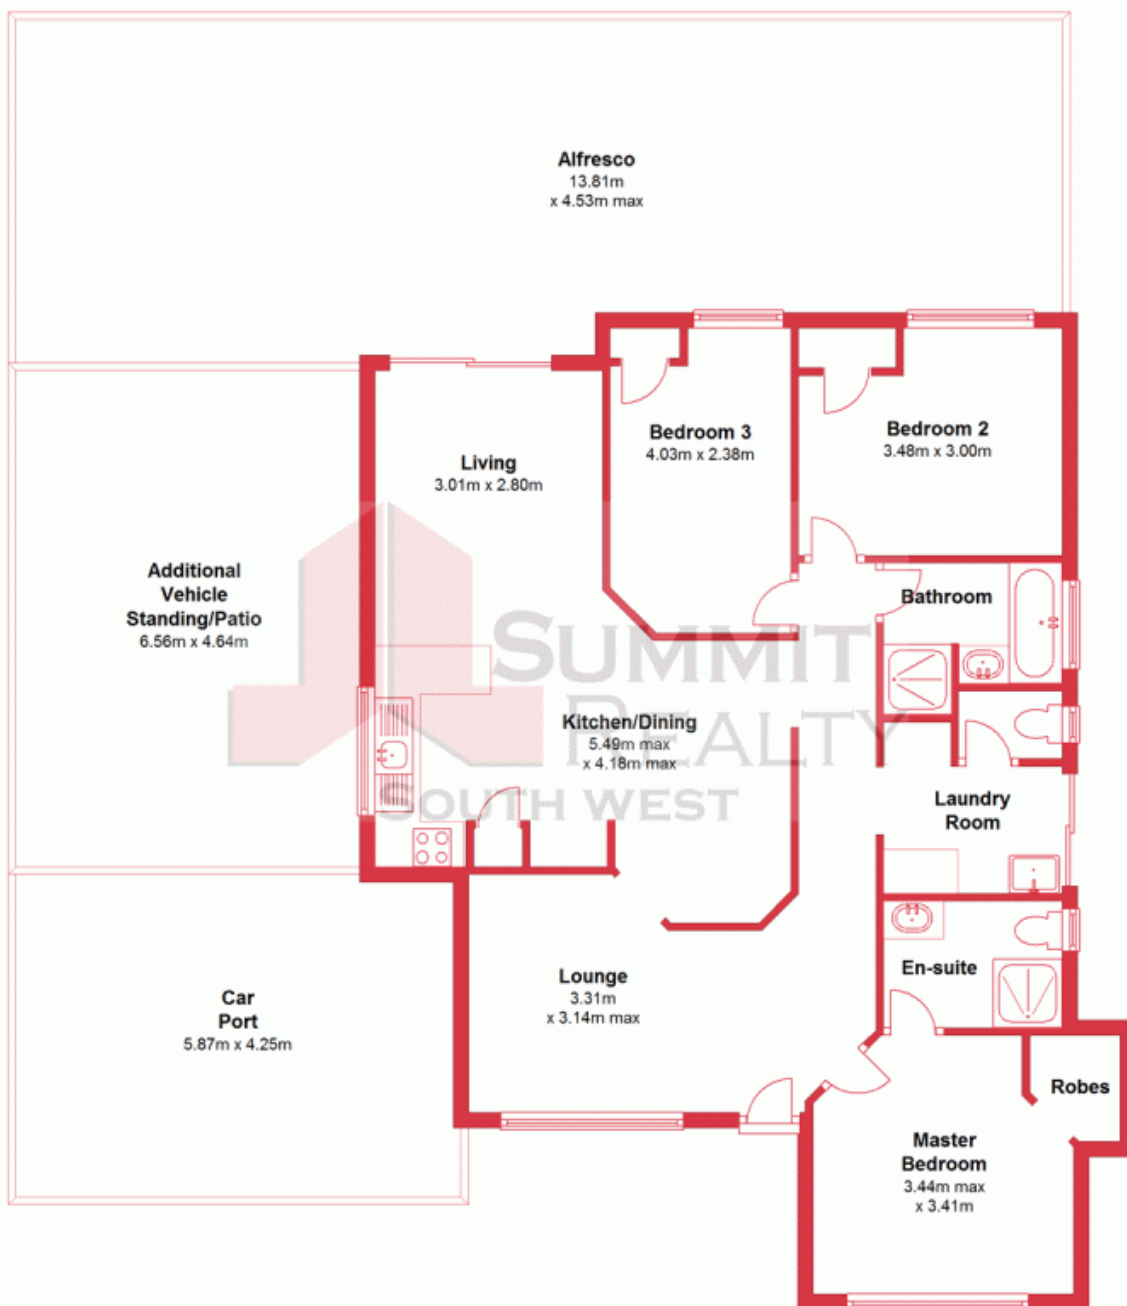 Alfresco
13.81m
x 4.53m max
Bedroom 3
4.03m x 2.38m
Bedroom 2
3.48m x 3.00m
Living
3.01m x 2.80m
Additional
Vehicle
Standing/Patio
6.56m x 4.64m
Bathroom
SUMMIT
REALTY
SOUTH WEST
Kitchen/Dining
5.49m max
x 4.18m max
Laundry
Room
En-suite
Lounge
3.31m
x 3.14m max
Car
Port
5.87m x 4.25m
Robes
Master
Bedroom
3.44m max
x 3.41m